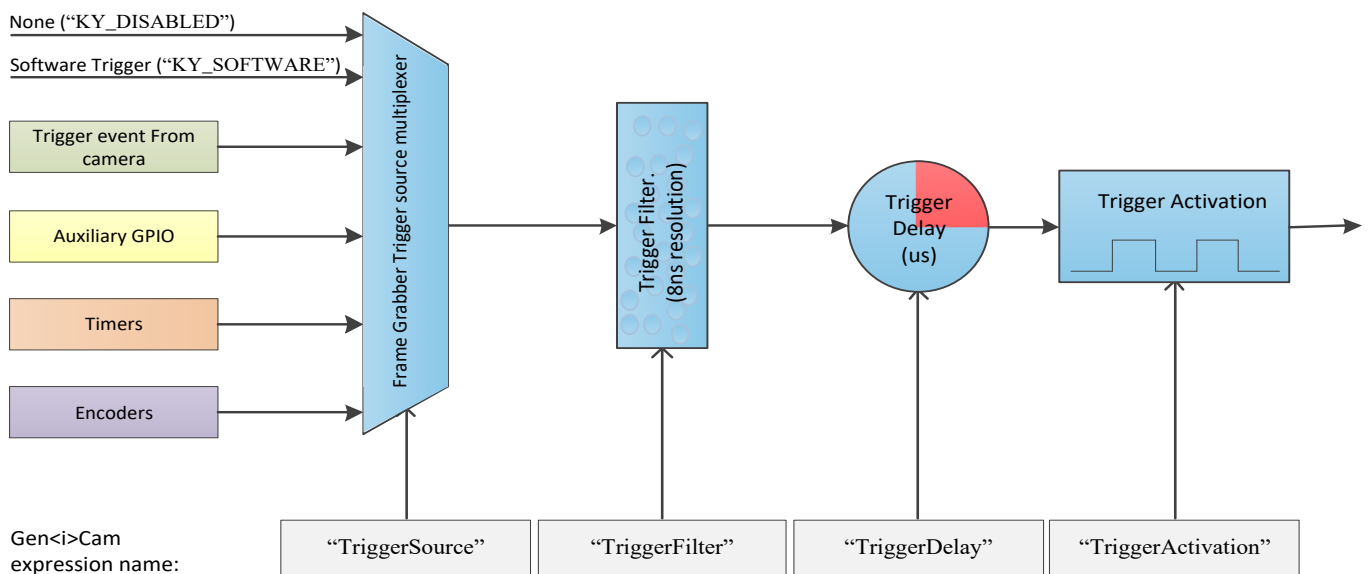 None (“KY_DISABLED”)
Software Trigger (“KY_SOFTWARE”)
Trigger event From
camera
Auxiliary GPIO
Timers
Encoders
Frame Grabber Trigger source multiplexer
Trigger Filter.
(8ns resolution)
Trigger
Delay
(us)
Trigger Activation
Gen<i>Cam
expression name:
“TriggerSource”
“TriggerFilter”
“TriggerDelay”
“TriggerActivation”